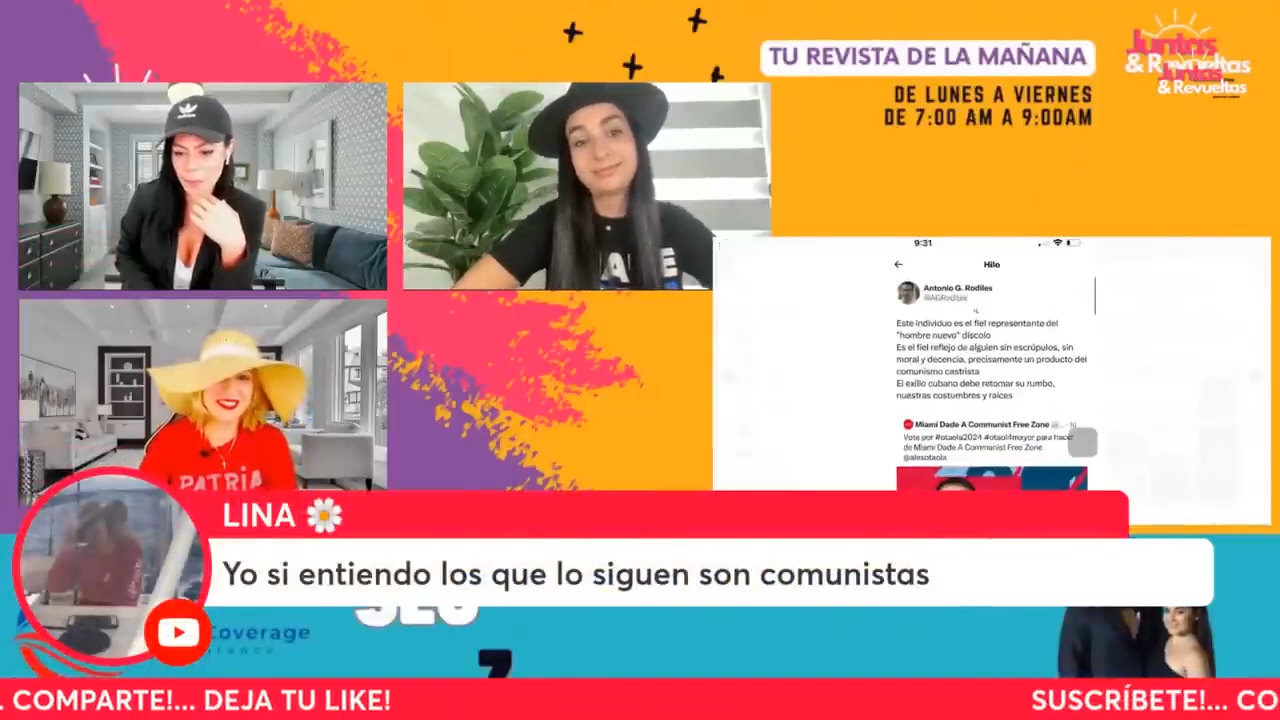 TU REVISTA DE LA MAÑANA
DE LUNES A VIERNES
DE 7:00 AM A 9:00AM
Juntas
& Revueltas
Juntas
& Revueltas
adidas
PATRIA
9:31
Hilo
Antonio G. Rodiles
@AGRodiles
Este individuo es el fiel representante del
"hombre nuevo" díscolo
Es el fiel reflejo de alguien sin escrúpulos, sin
moral y decencia, precisamente un producto del
comunismo castrista
El exilio cubano debe retomar su rumbo,
nuestras costumbres y raíces
Miami Dade A Communist Free Zone
Vote por #otaola2024 #otaol4mayor para hacer
de Miami Dade A Communist Free Zone
@alexotaola
LINA
Yo si entiendo los que lo siguen son comunistas
Coverage
COMPARTE!... DEJA TU LIKE!
SUSCRÍBETE!... CO